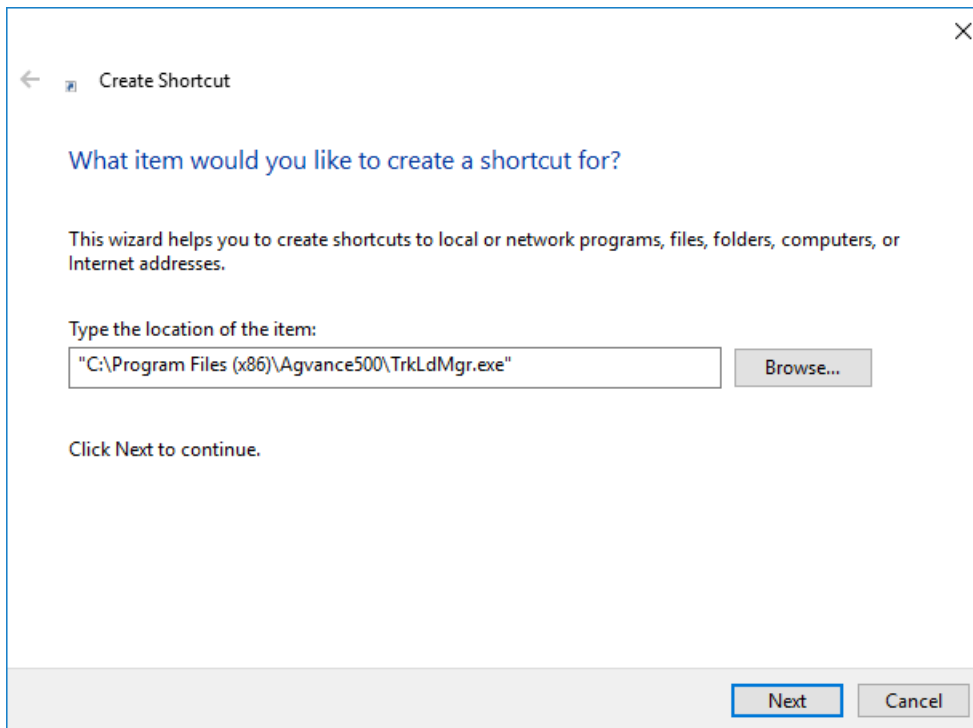 Create Shortcut
What item would you like to create a shortcut for?
This wizard helps you to create shortcuts to local or network programs, files, folders, computers, or
Internet addresses.
Type the location of the item:
"C:\Program Files (x86)\Agvance500\TrkLdMgr.exe"
Browse...
Click Next to continue.
Next
Cancel